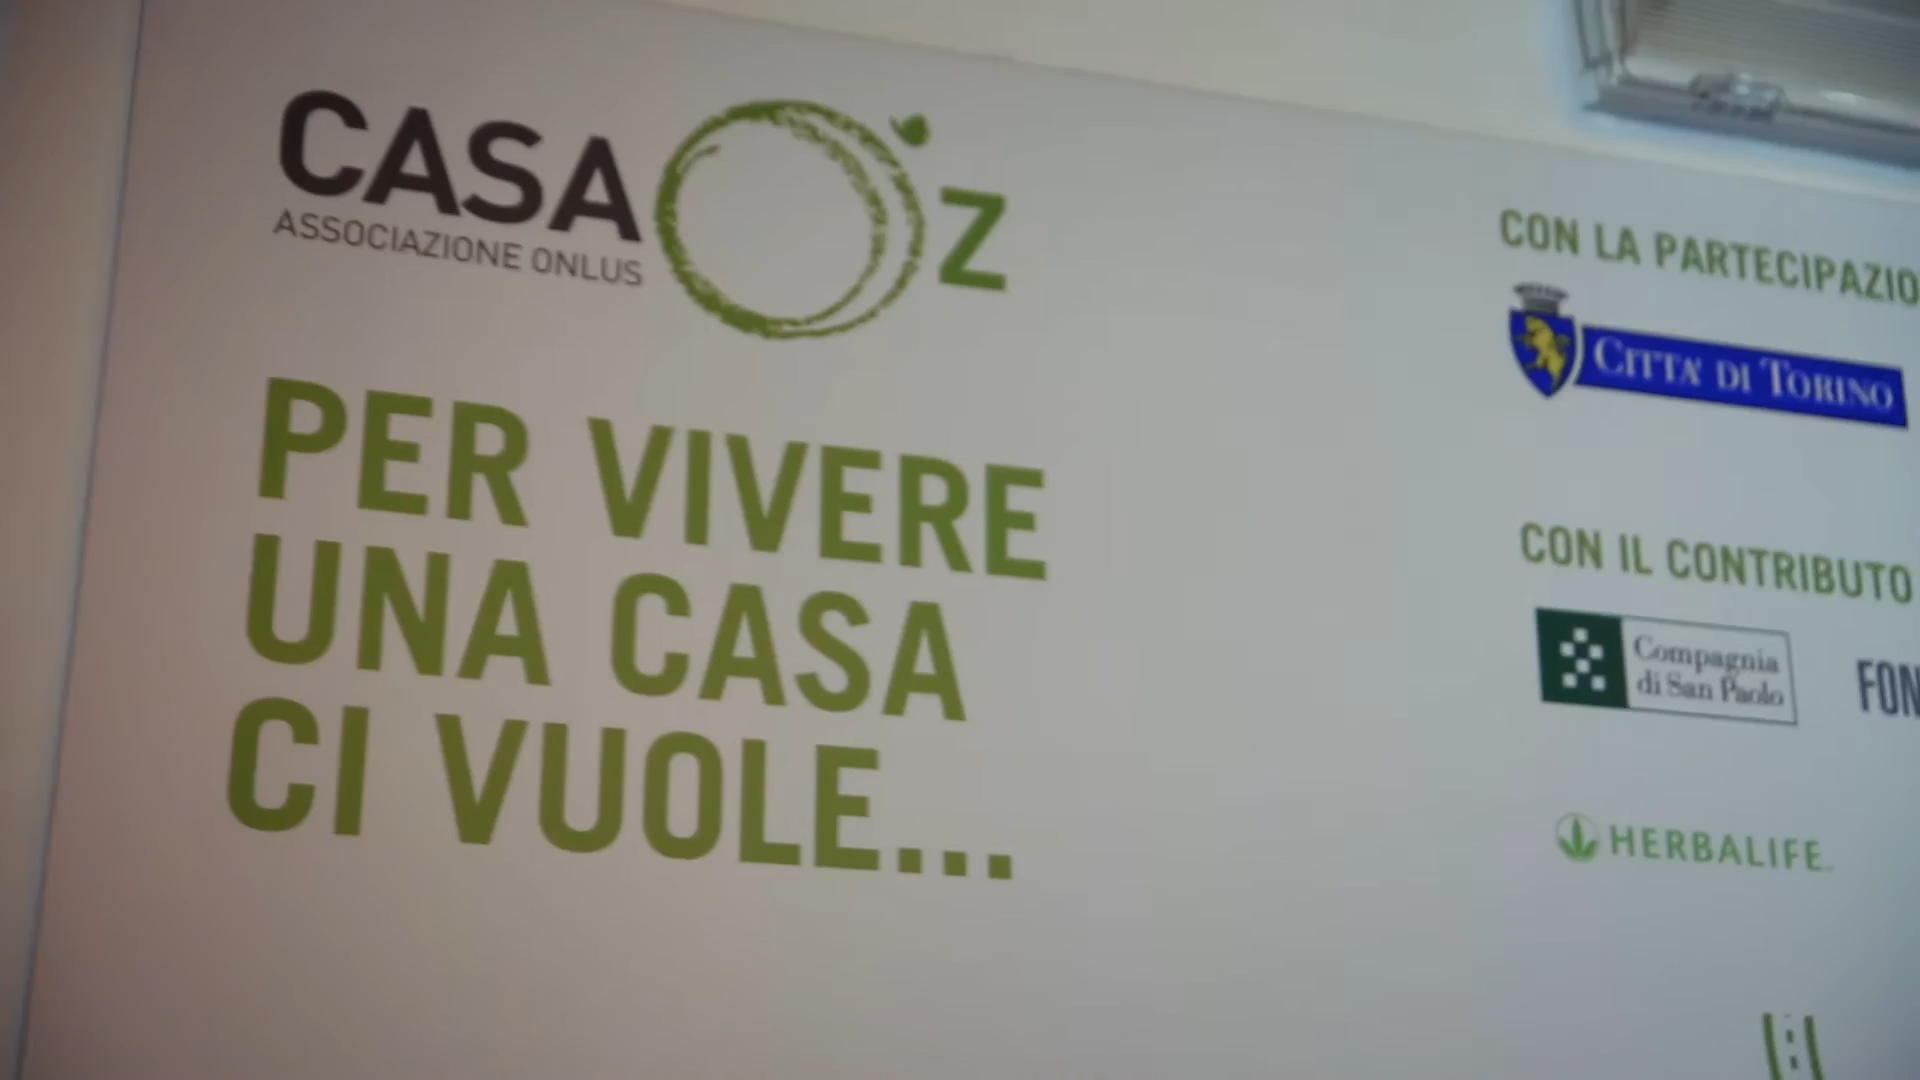 CASA O'Z
ASSOCIAZIONE ONLUS
PER VIVERE
UNA CASA
CI VUOLE...
CON LA PARTECIPAZIO
CITTA' DI TORINO
CON IL CONTRIBUTO
Compagnia
di San Paolo
FON
HERBALIFE